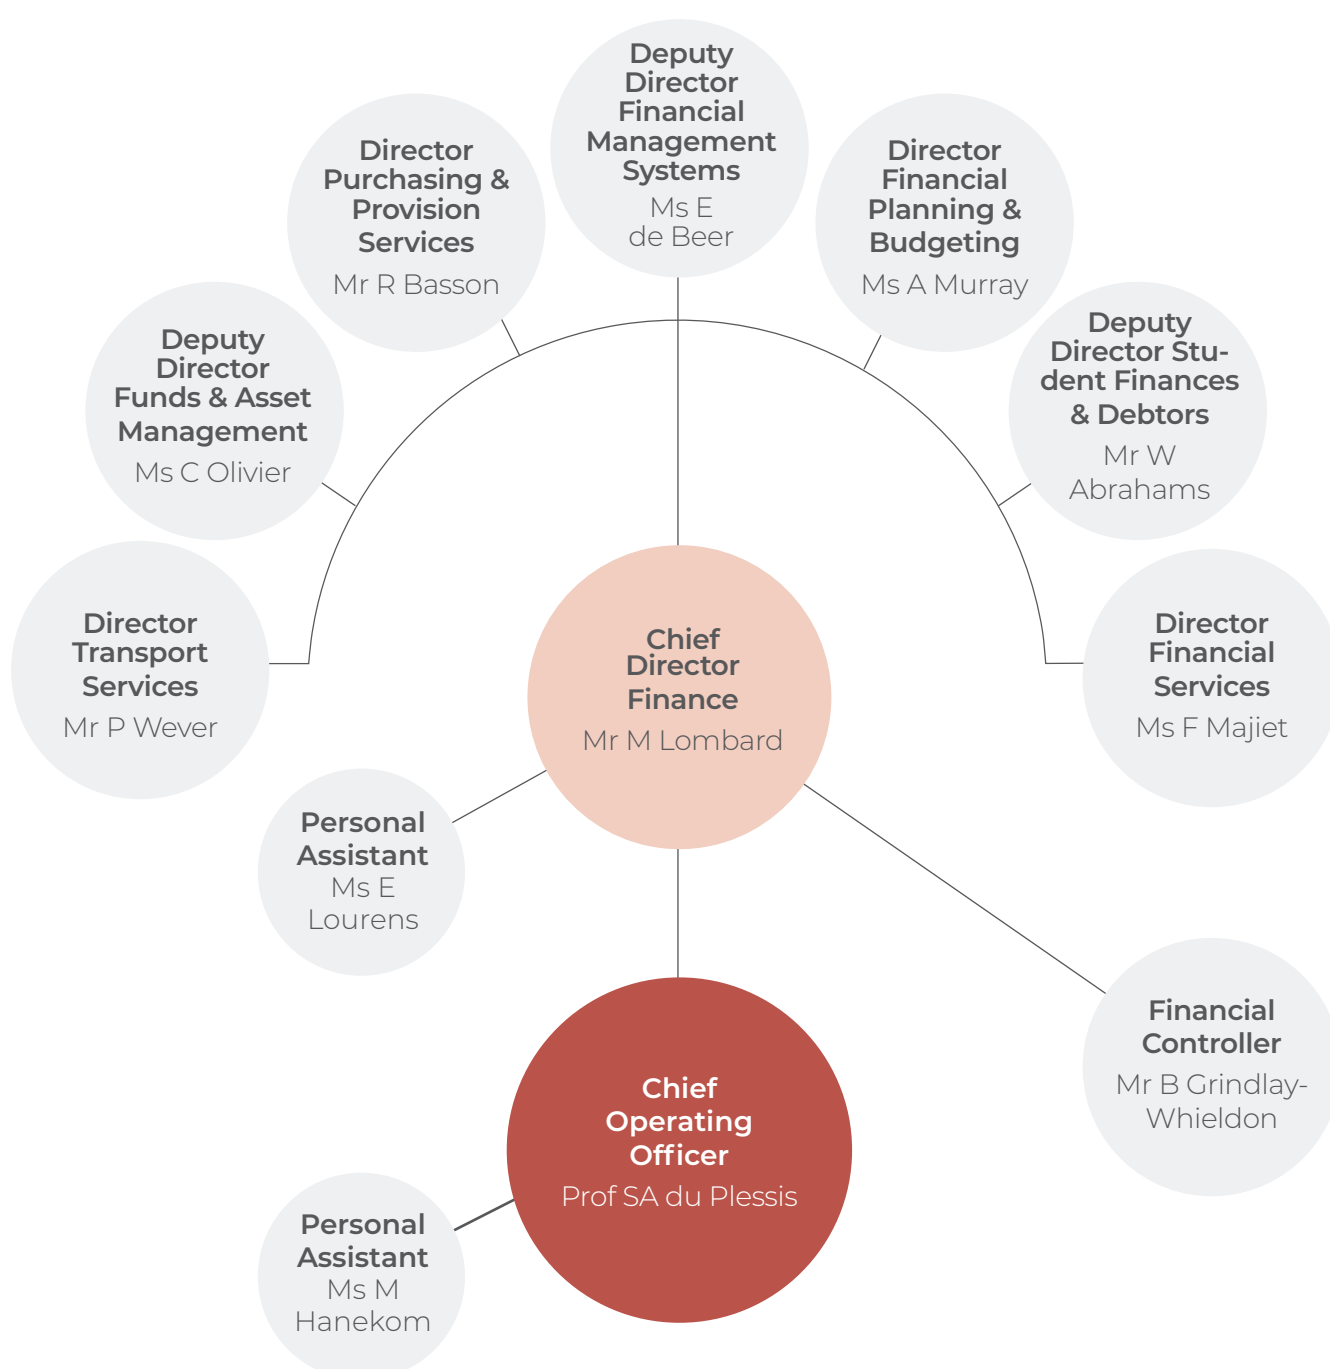 Deputy
Director
Financial
Management
Systems
Ms E
de Beer
Director
Purchasing &
Provision
Services
Mr R Basson
Director
Financial
Planning &
Budgeting
Ms A Murray
Deputy
Director
Funds & Asset
Management
Ms C Olivier
Deputy
Director Stu-
dent Finances
& Debtors
Mr W
Abrahams
Director
Transport
Services
Mr P Wever
Chief
Director
Finance
Mr M Lombard
Director
Financial
Services
Ms F Majiet
Personal
Assistant
Ms E
Lourens
Financial
Controller
Mr B Grindlay-
Whieldon
Chief
Operating
Officer
Prof SA du Plessis
Personal
Assistant
Ms M
Hanekom